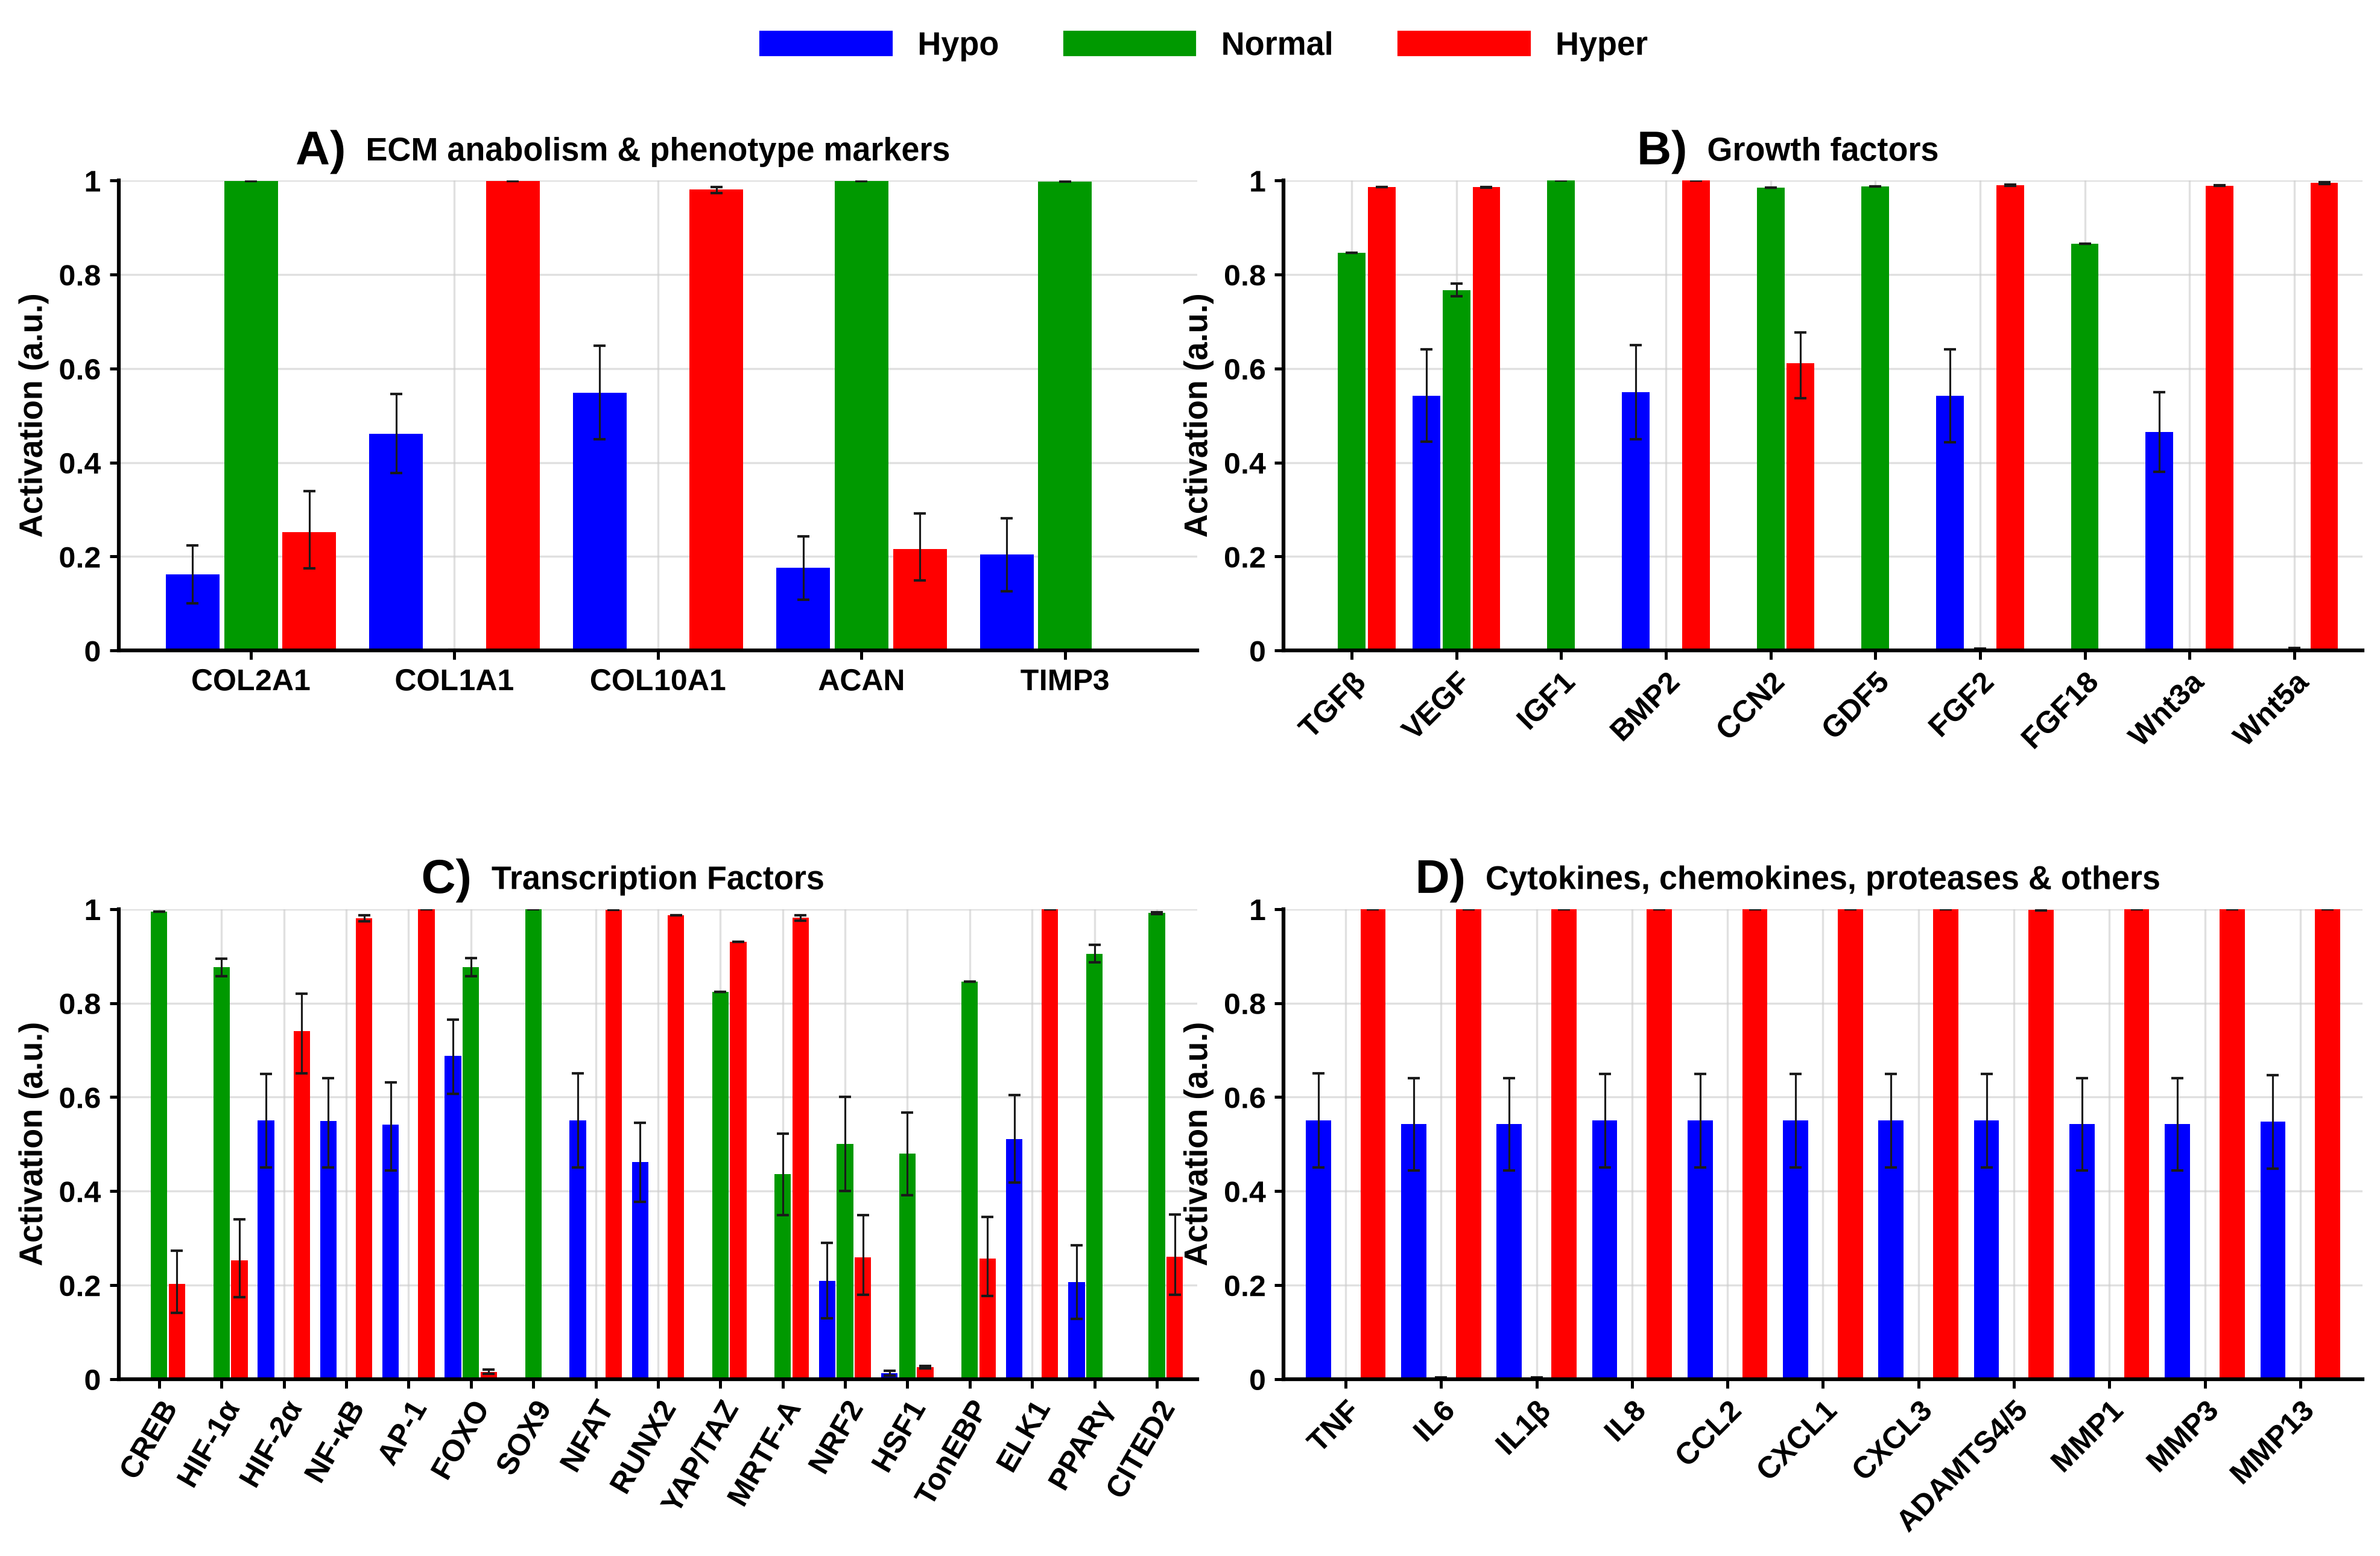 Hypo Normal Hyper
A) ECM anabolism & phenotype markers
Activation (a.u.)
1
0.8
0.6
0.4
0.2
0
COL2A1 COL1A1 COL10A1 ACAN TIMP3
B) Growth factors
Activation (a.u.)
1
0.8
0.6
0.4
0.2
0
TGFβ VEGF IGF1 BMP2 CCN2 GDF5 FGF2 FGF18 Wnt3a Wnt5a
C) Transcription Factors
Activation (a.u.)
1
0.8
0.6
0.4
0.2
0
CREB HIF-1α HIF-2α NF-κB AP-1 FOXO SOX9 NFAT RUNX2 YAP/TAZ MRTF-A NRF2 HSF1 TonEBP ELK1 PPARγ CITED2
D) Cytokines, chemokines, proteases & others
Activation (a.u.)
1
0.8
0.6
0.4
0.2
0
TNF IL6 IL1β IL8 CCL2 CXCL1 CXCL3 ADAMTS4/5 MMP1 MMP3 MMP13